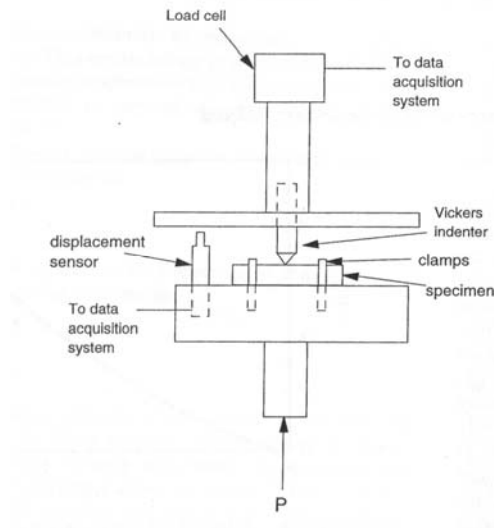 Load cell
To data
acquisition
system
Vickers
indenter
displacement
sensor
clamps
specimen
To data
acquisition
system
P